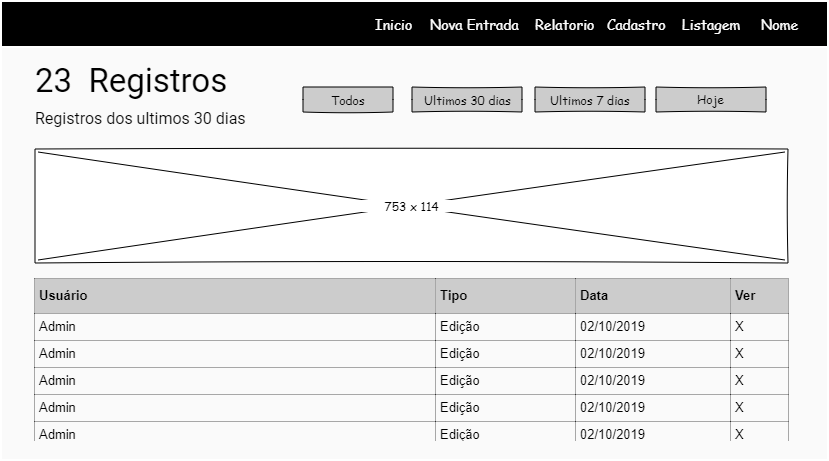 Inicio Nova Entrada Relatorio Cadastro Listagem Nome
23 Registros
Todos Ultimos 30 dias Ultimos 7 dias Hoje
Registros dos ultimos 30 dias
753 x 114
Usuário Tipo Data Ver
Admin Edição 02/10/2019 X
Admin Edição 02/10/2019 X
Admin Edição 02/10/2019 X
Admin Edição 02/10/2019 X
Admin Edição 02/10/2019 X